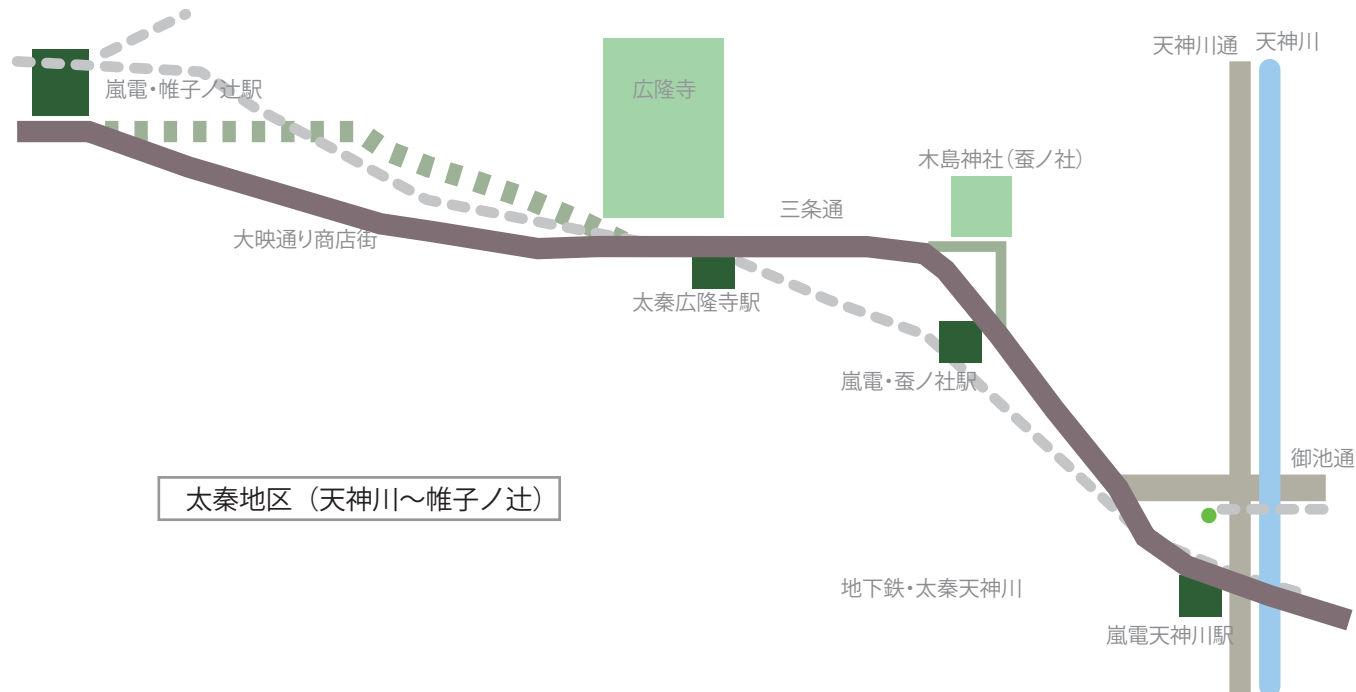 天神川通
天神川
嵐電・帷子ノ辻駅
広隆寺
木島神社（蚕ノ社）
三条通
大映通り商店街
太秦広隆寺駅
嵐電・蚕ノ社駅
御池通
太秦地区（天神川〜帷子ノ辻）
地下鉄・太秦天神川
嵐電天神川駅